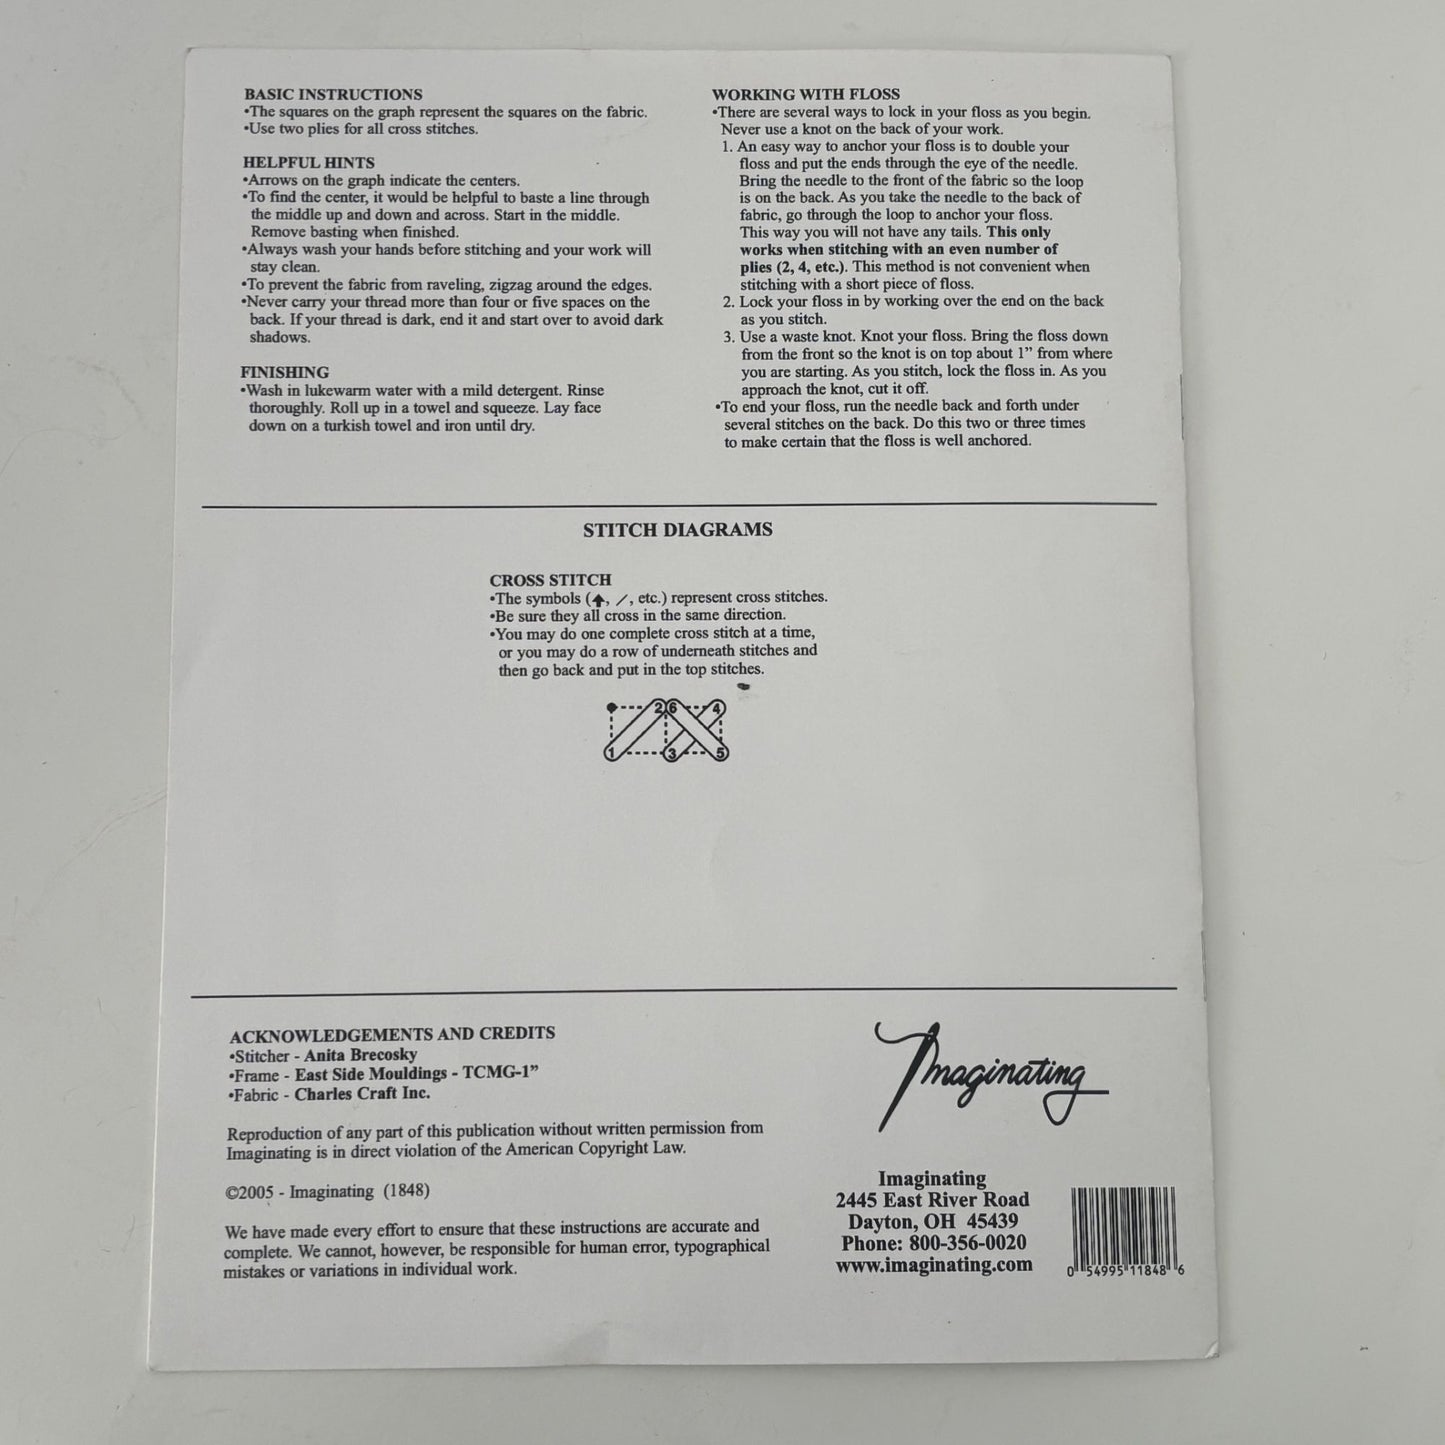 BASIC INSTRUCTIONS
•The squares on the graph represent the squares on the fabric.
•Use two plies for all cross stitches.
HELPFUL HINTS
•Arrows on the graph indicate the centers.
•To find the center, it would be helpful to baste a line through
the middle up and down and across. Start in the middle.
Remove basting when finished.
•Always wash your hands before stitching and your work will
stay clean.
•To prevent the fabric from raveling, zigzag around the edges.
•Never carry your thread more than four or five spaces on the
back. If your thread is dark, end it and start over to avoid dark
shadows.
FINISHING
•Wash in lukewarm water with a mild detergent. Rinse
thoroughly. Roll up in a towel and squeeze. Lay face
down on a turkish towel and iron until dry.
WORKING WITH FLOSS
•There are several ways to lock in your floss as you begin.
Never use a knot on the back of your work.
1. An easy way to anchor your floss is to double your
floss and put the ends through the eye of the needle.
Bring the needle to the front of the fabric so the loop
is on the back. As you take the needle to the back of
fabric, go through the loop to anchor your floss.
This way you will not have any tails. This only
works when stitching with an even number of
plies (2, 4, etc.). This method is not convenient when
stitching with a short piece of floss.
2. Lock your floss in by working over the end on the back
as you stitch.
3. Use a waste knot. Knot your floss. Bring the floss down
from the front so the knot is on top about 1” from where
you are starting. As you stitch, lock the floss in. As you
approach the knot, cut it off.
•To end your floss, run the needle back and forth under
several stitches on the back. Do this two or three times
to make certain that the floss is well anchored.
STITCH DIAGRAMS
CROSS STITCH
•The symbols (🡅, ⁄, etc.) represent cross stitches.
•Be sure they all cross in the same direction.
•You may do one complete cross stitch at a time,
or you may do a row of underneath stitches and
then go back and put in the top stitches.
2 6 4
1 3 5
ACKNOWLEDGEMENTS AND CREDITS
•Stitcher - Anita Brecosky
•Frame - East Side Mouldings - TCMG-1”
•Fabric - Charles Craft Inc.
Reproduction of any part of this publication without written permission from
Imaginating is in direct violation of the American Copyright Law.
©2005 - Imaginating (1848)
We have made every effort to ensure that these instructions are accurate and
complete. We cannot, however, be responsible for human error, typographical
mistakes or variations in individual work.
Imaginating
Imaginating
2445 East River Road
Dayton, OH 45439
Phone: 800-356-0020
www.imaginating.com
0 54995 11848 6